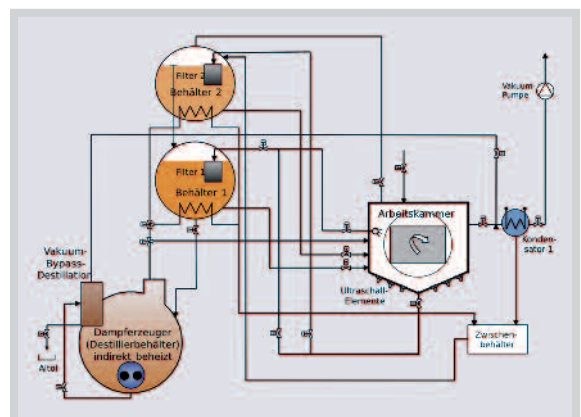 Filter 2
Behälter 2
Vakuum
Pumpe
Filter 1
Behälter 1
Arbeitskammer
Konden-
sator 1
Vakuum-
Bypass-
Destillation
Ultraschall-
Elemente
Dampferzeuger
(Destillierbehälter)
indirekt beheizt
Zwischen-
behälter
Altöl